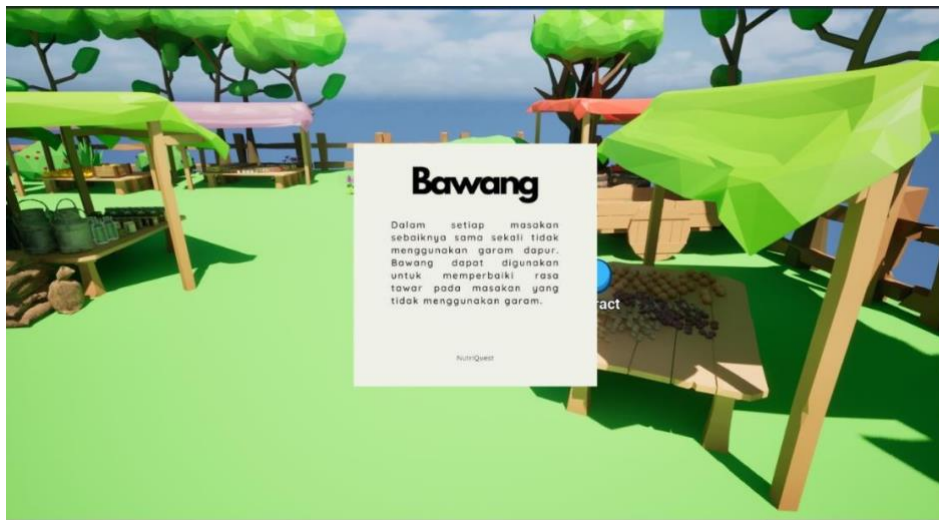 Bawang
Dalam setiap masakan
sebaiknya sama sekali tidak
menggunakan garam dapur.
Bawang dapat digunakan
untuk memperbaiki rasa
tawar pada masakan yang
tidak menggunakan garam.
ract
NutriQuest